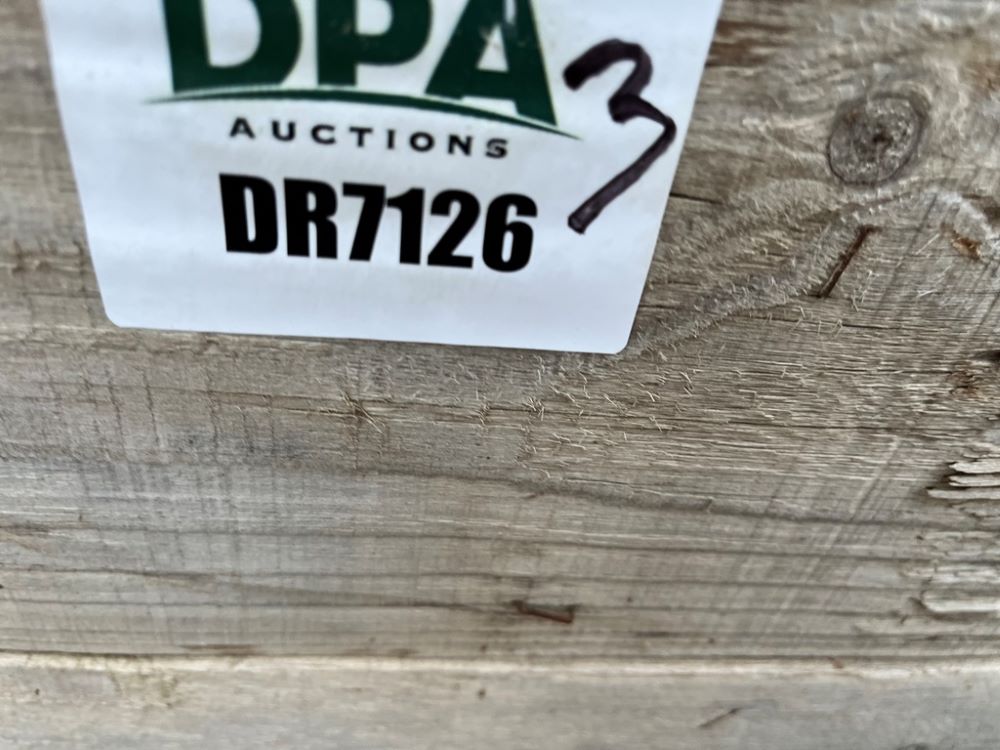 DPA
AUCTIONS
3
DR7126